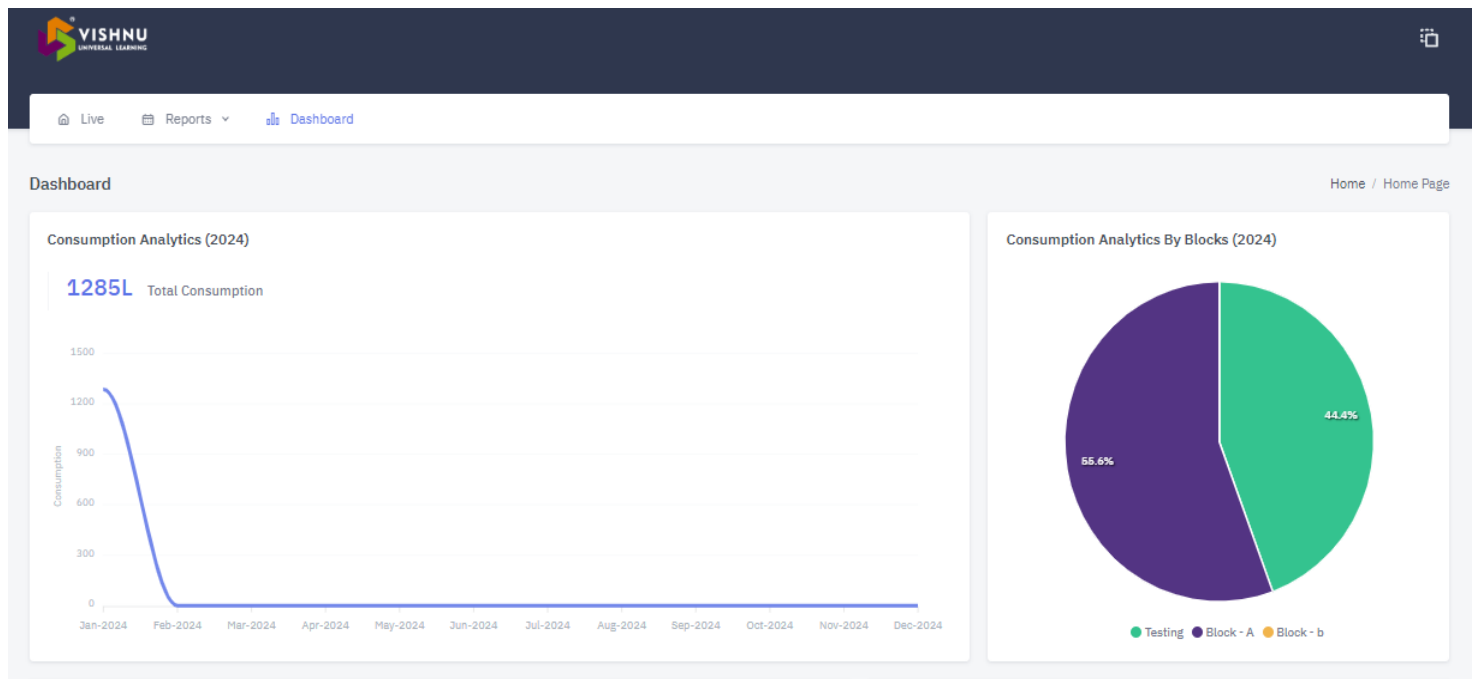 VISHNU
UNIVERSAL LEARNING
Live Reports Dashboard
Dashboard
Home / Home Page
Consumption Analytics (2024)
1285L Total Consumption
1500
1200
900
600
300
0
Consumption
Jan-2024 Feb-2024 Mar-2024 Apr-2024 May-2024 Jun-2024 Jul-2024 Aug-2024 Sep-2024 Oct-2024 Nov-2024 Dec-2024
Consumption Analytics By Blocks (2024)
44.4%
55.6%
Testing Block - A Block - b